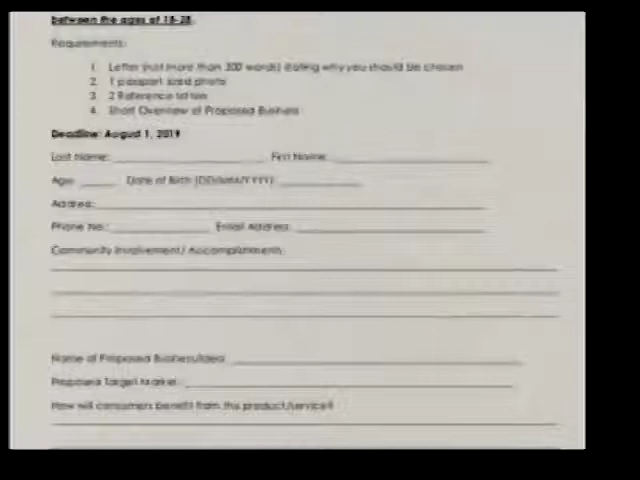 between the ages of 18-28.
Requirements:
1. Letter (not more than 300 words) stating why you should be chosen
2. 1 passport sized photo
3. 2 Reference letters
4. Short Overview of Proposed Business
Deadline: August 1, 2019
Last Name: First Name:
Age: Date of Birth (DD/MM/YYYY):
Address:
Phone No.: Email Address:
Community Involvement/ Accomplishments:
Name of Proposed Business/Idea:
Proposed Target Market:
How will consumers benefit from this product/service?